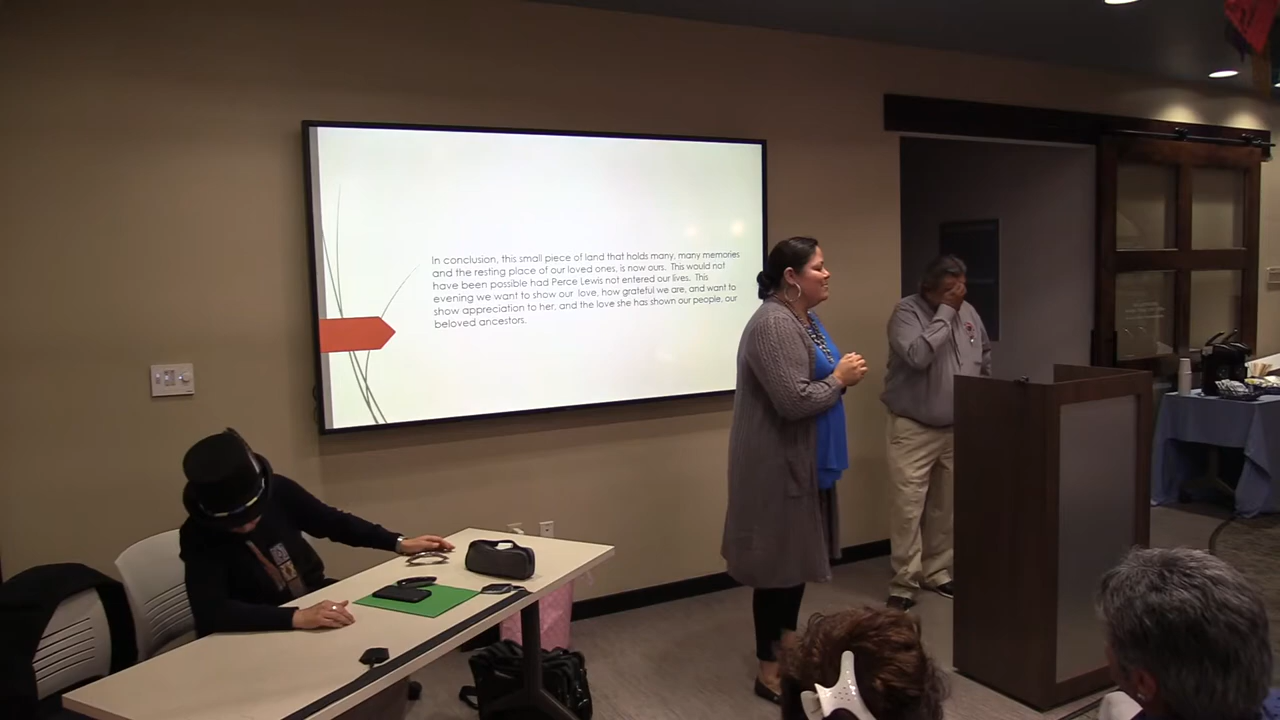 In conclusion, this small piece of land that holds many, many memories
and the resting place of our loved ones, is now ours. This would not
have been possible had Perce Lewis not entered our lives. This
evening we want to show our love, how grateful we are, and want to
show appreciation to her, and the love she has shown our people, our
beloved ancestors.